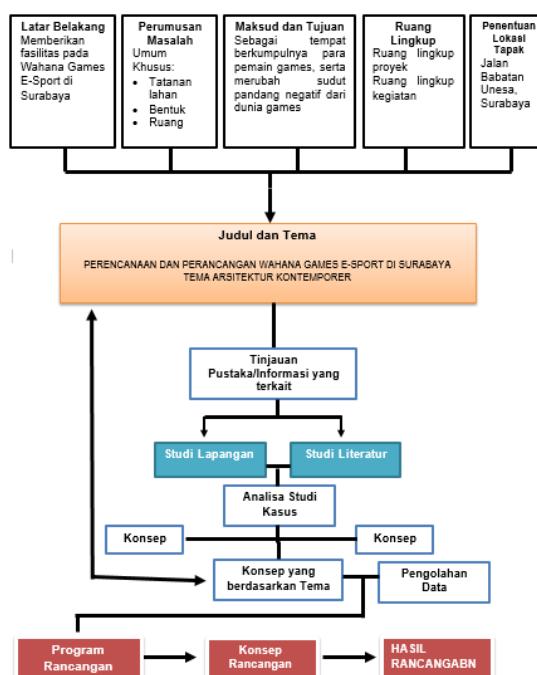 Latar Belakang
Memberikan
fasilitas pada
Wahana Games
E-Sport di
Surabaya
Perumusan
Masalah
Umum
Khusus:
• Tatanan
lahan
• Bentuk
• Ruang
Maksud dan Tujuan
Sebagai tempat
berkumpulnya para
pemain games, serta
merubah sudut
pandang negatif dari
dunia games
Ruang
Lingkup
Ruang lingkup
proyek
Ruang lingkup
kegiatan
Penentuan
Lokasi
Tapak
Jalan
Babatan
Unesa,
Surabaya
Judul dan Tema
PERENCANAAN DAN PERANCANGAN WAHANA GAMES E-SPORT DI SURABAYA
TEMA ARSITEKTUR KONTEMPORER
Tinjauan
Pustaka/Informasi yang
terkait
Studi Lapangan
Studi Literatur
Analisa Studi
Kasus
Konsep
Konsep
Konsep yang
berdasarkan Tema
Pengolahan
Data
Program
Rancangan
Konsep
Rancangan
HASIL
RANCANGABN